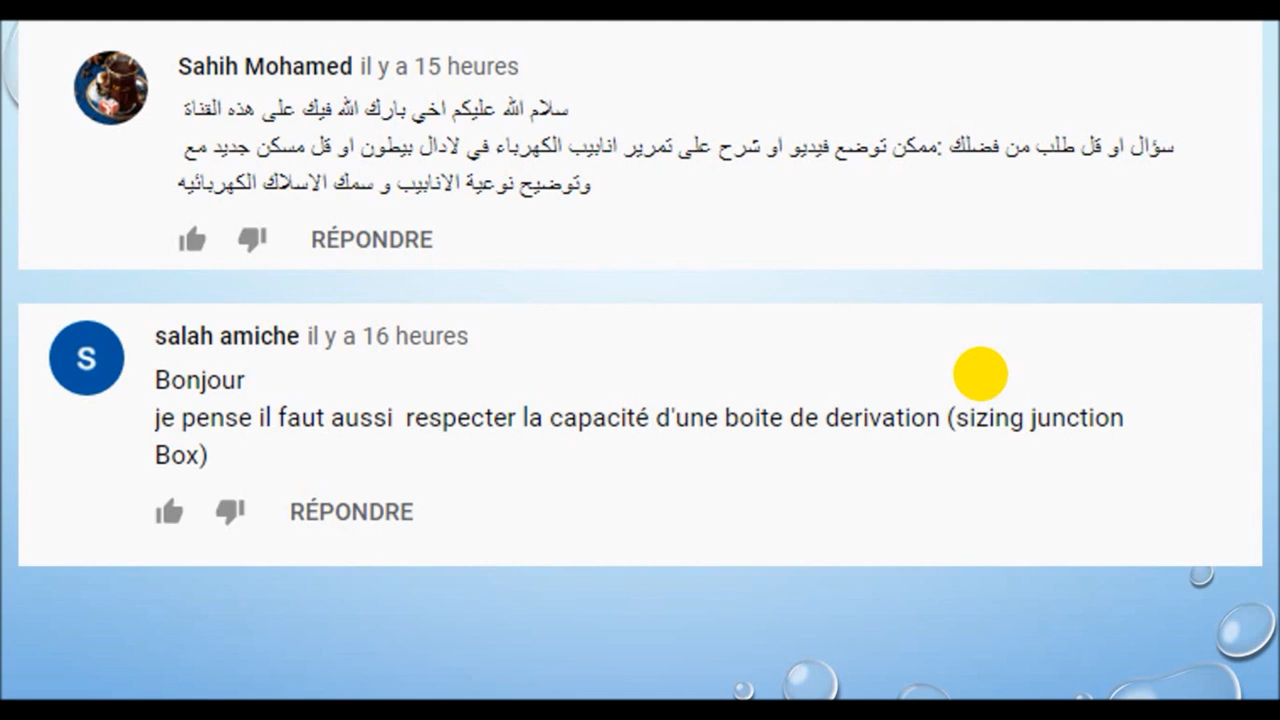 Sahih Mohamed il y a 15 heures
سلام الله عليكم اخي بارك الله فيك على هذه القناة
سؤال او قل طلب من فضلك :ممكن توضع فيديو او شرح على تمرير انابيب الكهرباء في لادال بيطون او قل مسكن جديد مع
وتوضيح نوعية الانابيب و سمك الاسلاك الكهربائيه
RÉPONDRE
S
salah amiche il y a 16 heures
Bonjour
je pense il faut aussi respecter la capacité d'une boite de derivation (sizing junction
Box)
RÉPONDRE